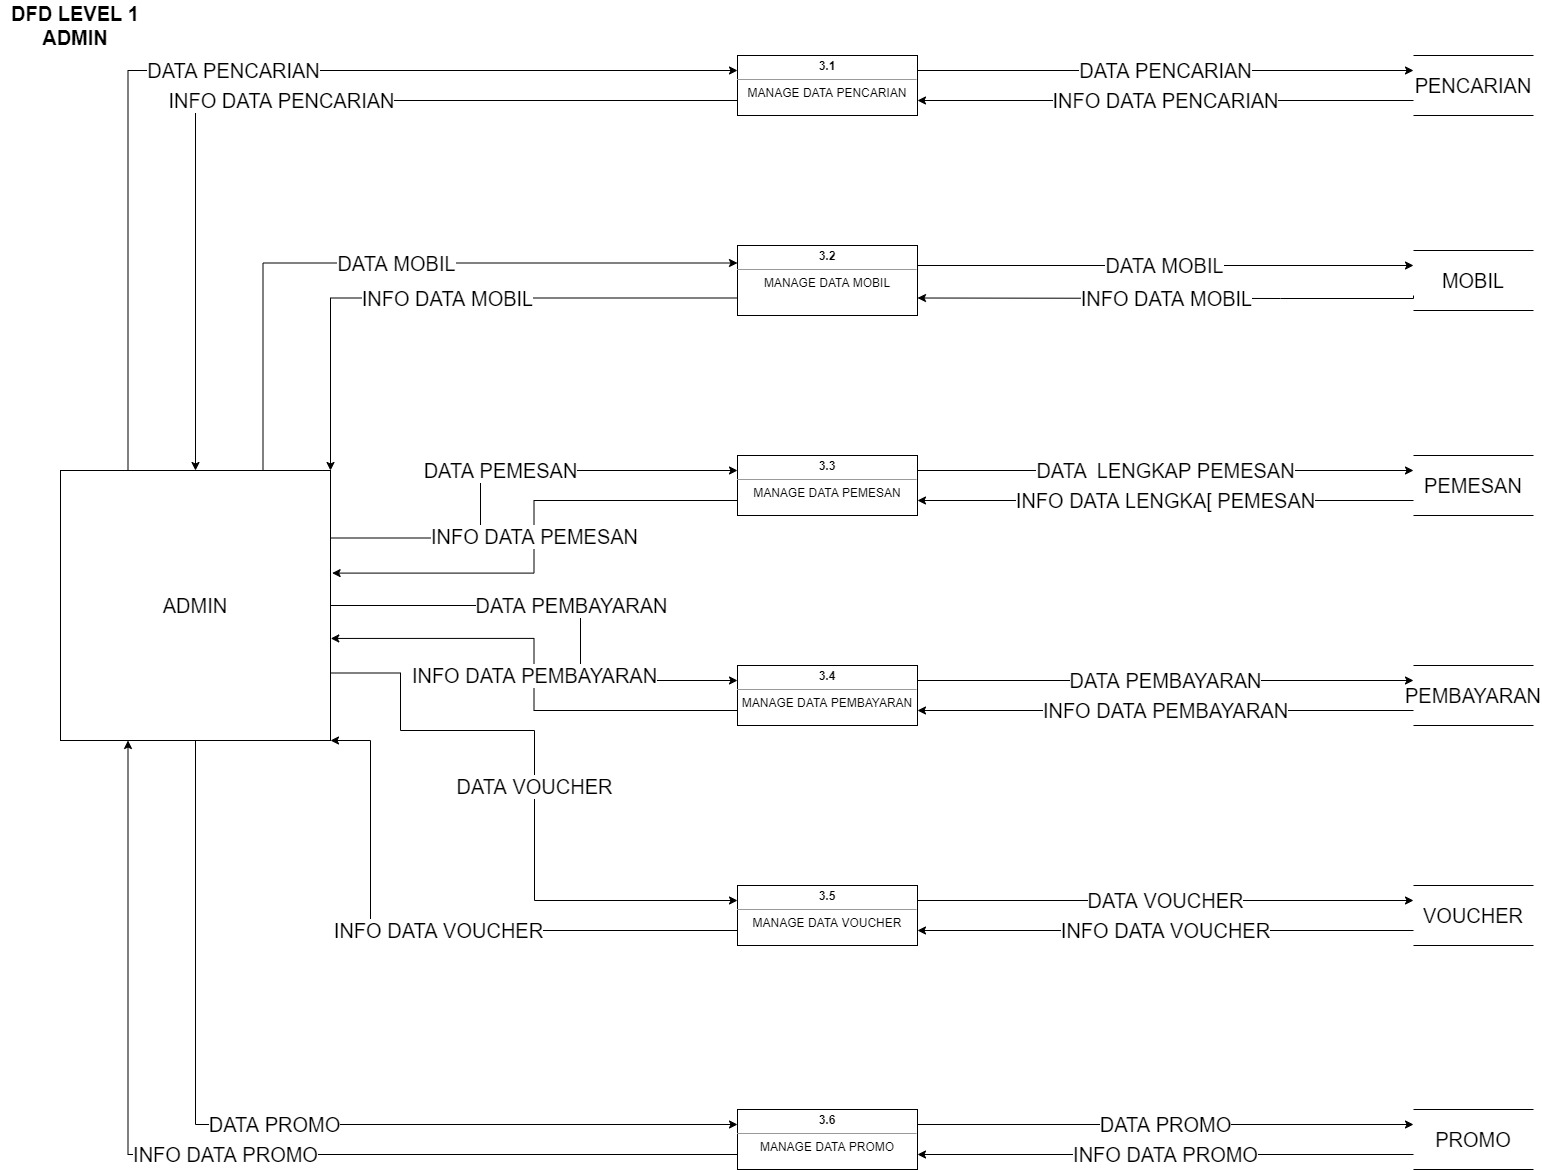 DFD LEVEL 1
ADMIN
DATA PENCARIAN
INFO DATA PENCARIAN
3.1
MANAGE DATA PENCARIAN
DATA PENCARIAN
INFO DATA PENCARIAN
PENCARIAN
DATA MOBIL
INFO DATA MOBIL
3.2
MANAGE DATA MOBIL
DATA MOBIL
INFO DATA MOBIL
MOBIL
DATA PEMESAN
INFO DATA PEMESAN
3.3
MANAGE DATA PEMESAN
DATA  LENGKAP PEMESAN
INFO DATA LENGKA[ PEMESAN
PEMESAN
ADMIN
DATA PEMBAYARAN
INFO DATA PEMBAYARAN
3.4
MANAGE DATA PEMBAYARAN
DATA PEMBAYARAN
INFO DATA PEMBAYARAN
PEMBAYARAN
DATA VOUCHER
INFO DATA VOUCHER
3.5
MANAGE DATA VOUCHER
DATA VOUCHER
INFO DATA VOUCHER
VOUCHER
DATA PROMO
INFO DATA PROMO
3.6
MANAGE DATA PROMO
DATA PROMO
INFO DATA PROMO
PROMO